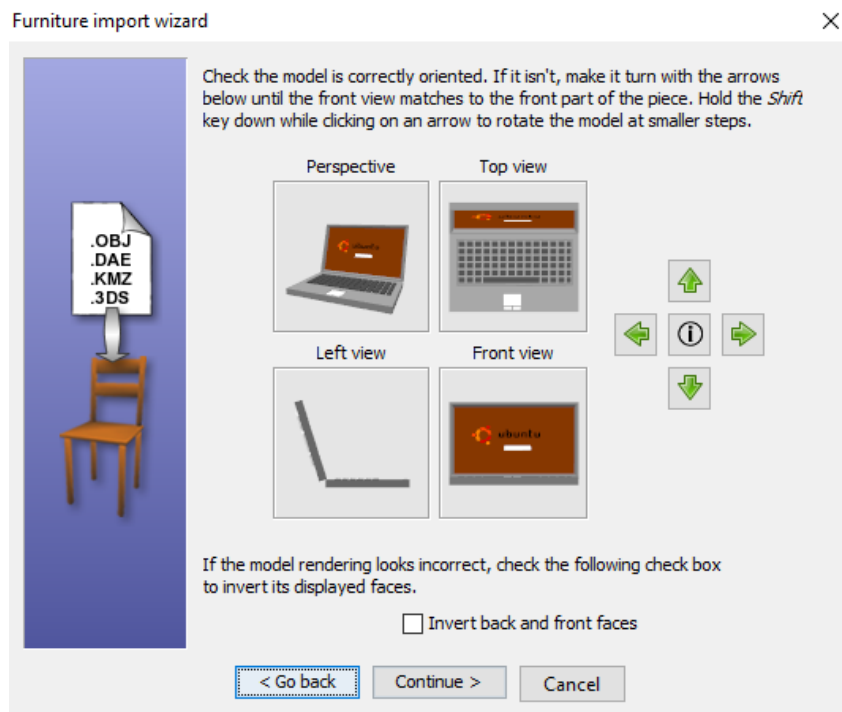 Furniture import wizard
Check the model is correctly oriented. If it isn't, make it turn with the arrows
below until the front view matches to the front part of the piece. Hold the Shift
key down while clicking on an arrow to rotate the model at smaller steps.
Perspective
Top view
.OBJ
.DAE
.KMZ
.3DS
ubuntu
Left view
Front view
ubuntu
If the model rendering looks incorrect, check the following check box
to invert its displayed faces.
Invert back and front faces
< Go back
Continue >
Cancel